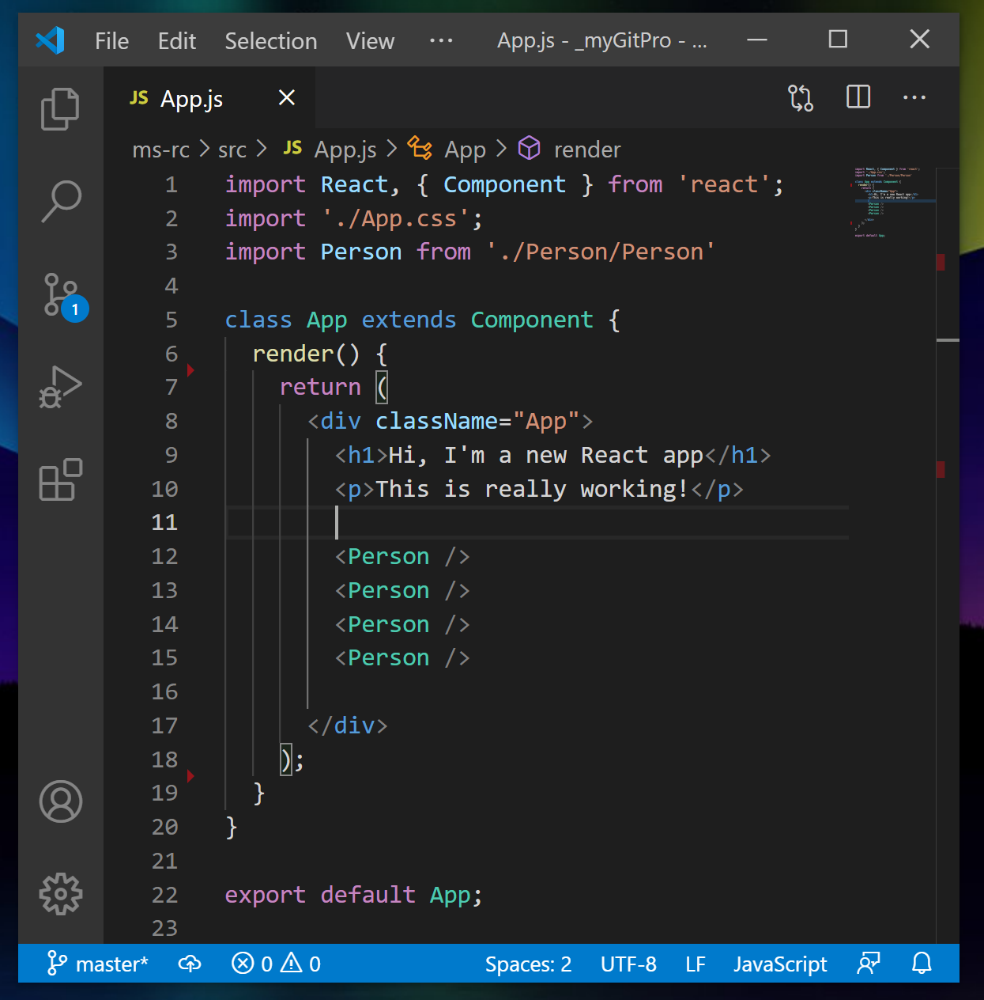 File Edit Selection View ··· App.js - _myGitPro - ...
JS App.js
ms-rc > src > JS App.js > App > render
1 import React, { Component } from 'react';
2 import './App.css';
3 import Person from './Person/Person'
4
5 class App extends Component {
6 render() {
7 return (
8 <div className="App">
9 <h1>Hi, I'm a new React app</h1>
10 <p>This is really working!</p>
11
12 <Person />
13 <Person />
14 <Person />
15 <Person />
16
17 </div>
18 );
19 }
20 }
21
22 export default App;
23
1
master* 0 0 Spaces: 2 UTF-8 LF JavaScript